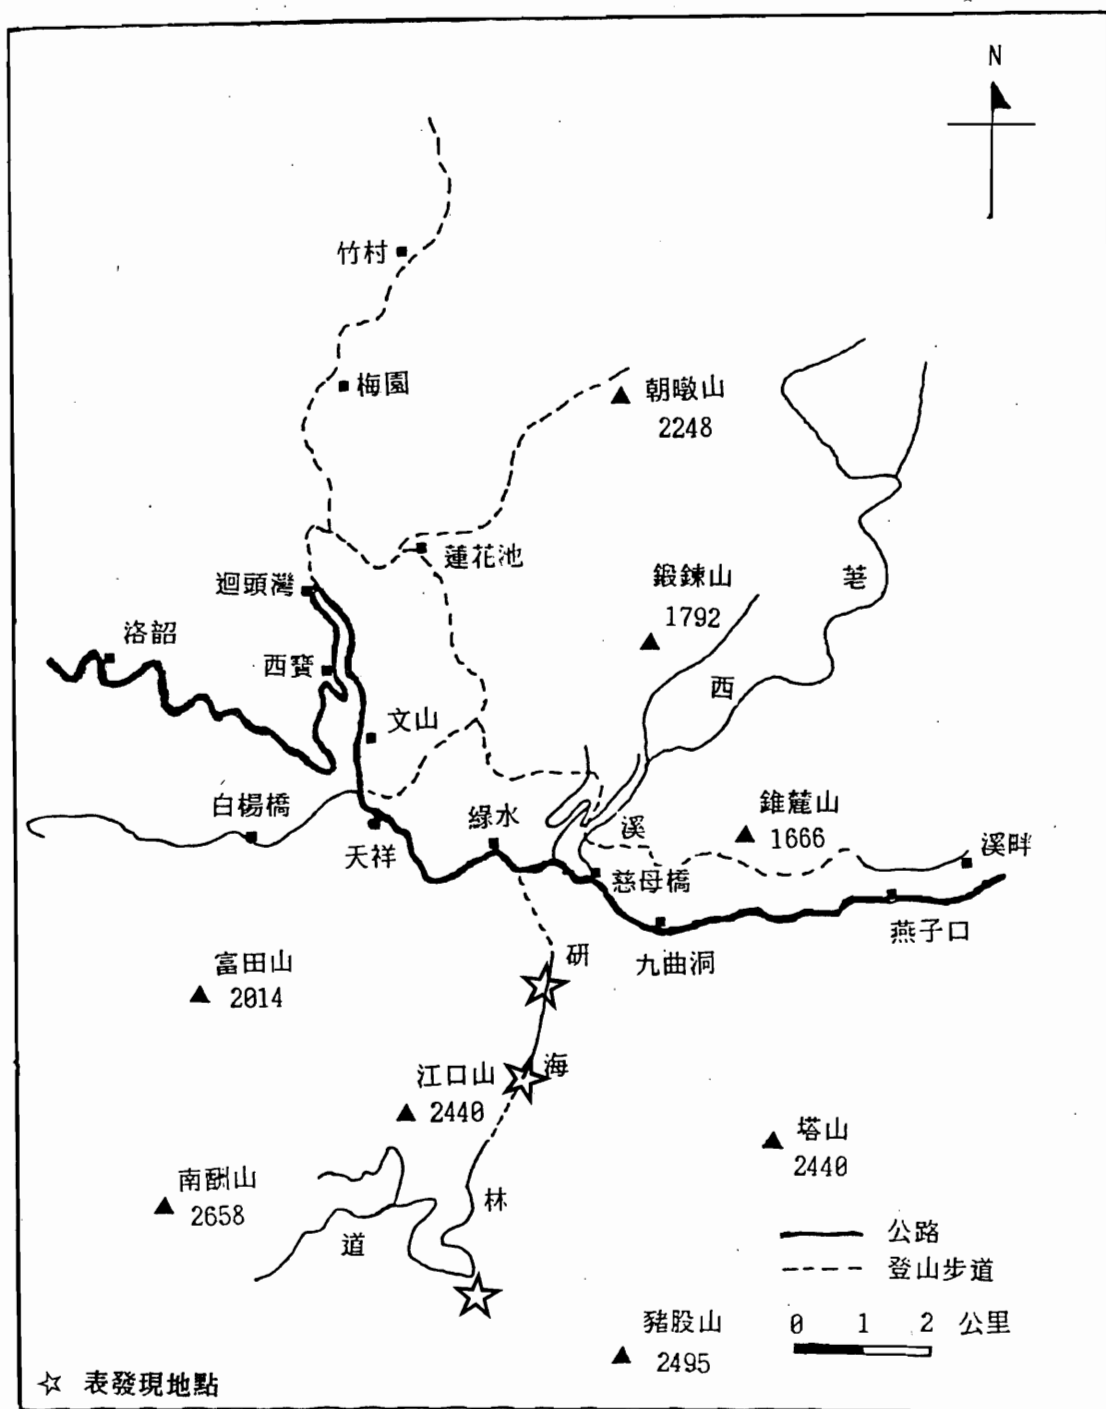 N
竹村
梅園
朝暾山
2248
蓮花池
鍛鍊山
1792
荖
西
溪
迴頭灣
洛韶
西寶
文山
白楊橋
天祥
綠水
錐麓山
1666
溪畔
慈母橋
燕子口
九曲洞
富田山
2014
研
海
林
道
江口山
2440
塔山
2440
南𨣞山
2658
公路
登山步道
豬股山
2495
0 1 2 公里
☆ 表發現地點